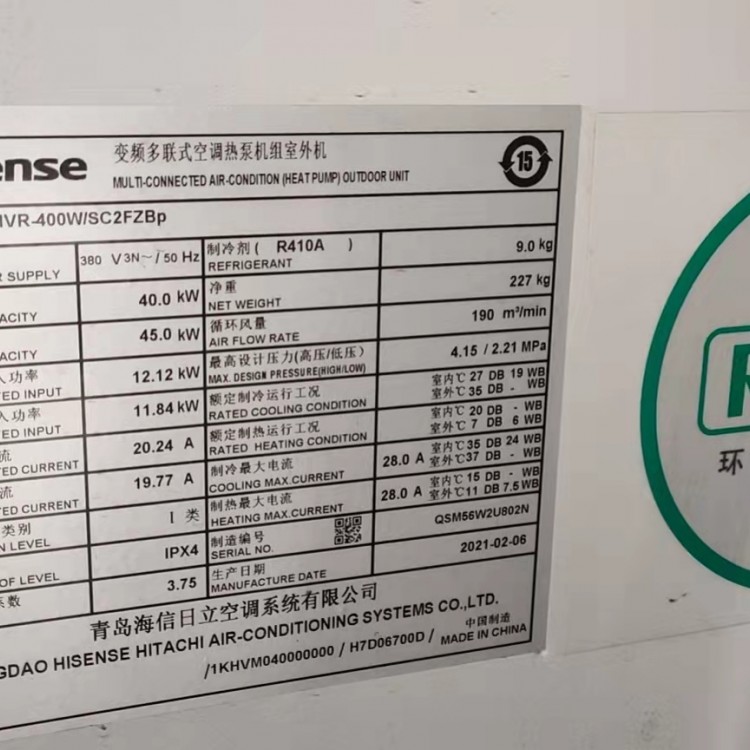 ense
变频多联式空调热泵机组室外机
MULTI-CONNECTED AIR-CONDITION (HEAT PUMP) OUTDOOR UNIT
15
HVR-400W/SC2FZBp
SUPPLY
380 V 3N～/ 50 Hz
制冷剂 ( R410A )
REFRIGERANT
9.0 kg
ACITY
40.0 kW
净重
NET WEIGHT
227 kg
ACITY
45.0 kW
循环风量
AIR FLOW RATE
190 m³/min
入功率
TED INPUT
12.12 kW
最高设计压力(高压/低压)
MAX. DESIGN PRESSURE(HIGH/LOW)
4.15 / 2.21 MPa
入功率
ED INPUT
11.84 kW
额定制冷运行工况
RATED COOLING CONDITION
室内℃ 27 DB 19 WB
室外℃ 35 DB - WB
流
ED CURRENT
20.24 A
额定制热运行工况
RATED HEATING CONDITION
室内℃ 20 DB - WB
室外℃ 7 DB 6 WB
流
D CURRENT
19.77 A
制冷最大电流
COOLING MAX.CURRENT
28.0 A
室内℃ 35 DB 24 WB
室外℃ 37 DB - WB
类别
N LEVEL
I 类
制热最大电流
HEATING MAX.CURRENT
28.0 A
室内℃ 15 DB - WB
室外℃ 11 DB 7.5 WB
OF LEVEL
IPX4
制造编号
SERIAL NO.
QSM56W2U802N
系数
3.75
生产日期
MANUFACTURE DATE
2021-02-06
青岛海信日立空调系统有限公司
GDAO HISENSE HITACHI AIR-CONDITIONING SYSTEMS CO.,LTD.
/1KHVM040000000 / H7D06700D /
中国制造
MADE IN CHINA
R
环